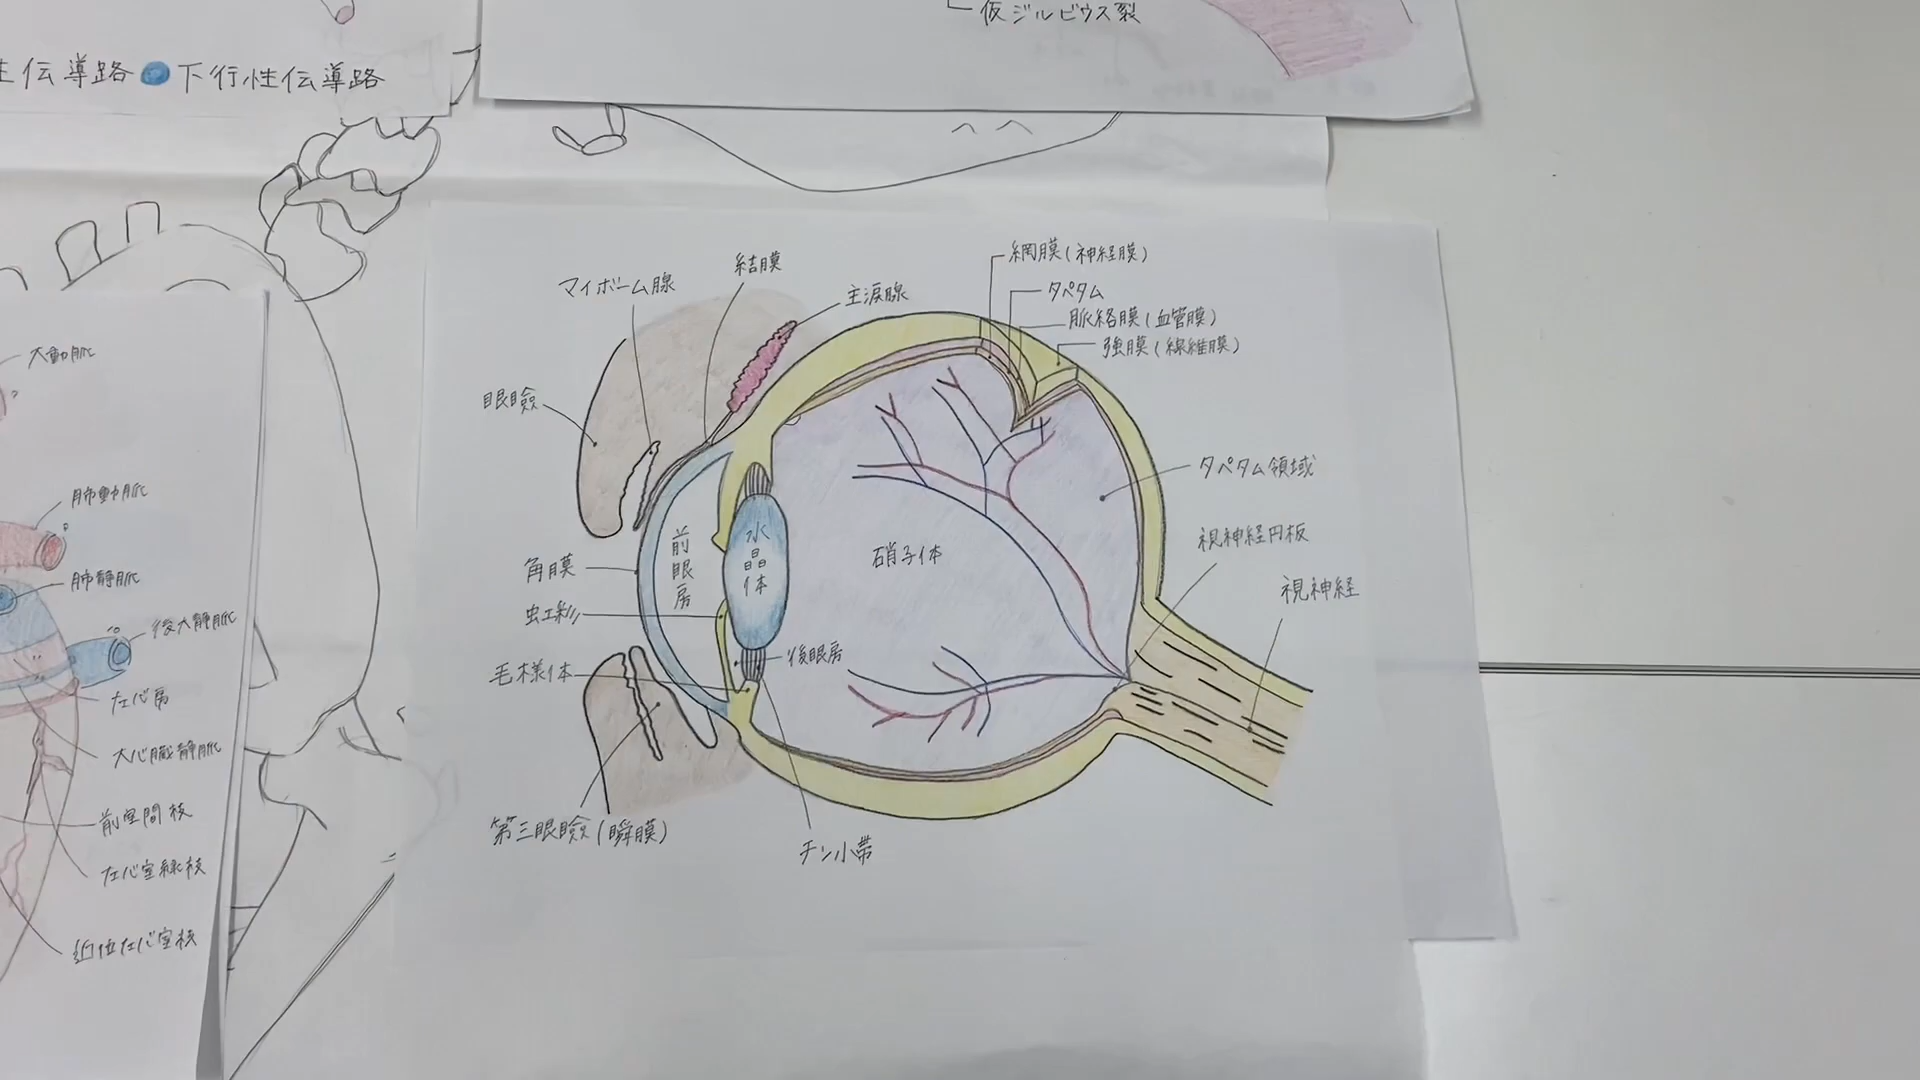 仮ジルビウス裂
性伝導路 下行性伝導路
網膜(神経膜)
タペタム
脈絡膜(血管膜)
強膜(線維膜)
結膜
マイボーム腺
主涙腺
眼瞼
タペタム領域
視神経円板
視神経
角膜
前眼房
水晶体
硝子体
虹彩
後眼房
毛様体
第三眼瞼(瞬膜)
チン小帯
大動脈
肺動脈
肺静脈
後大静脈
左心房
大心臓静脈
前室間枝
左心室縁枝
近位左心室枝